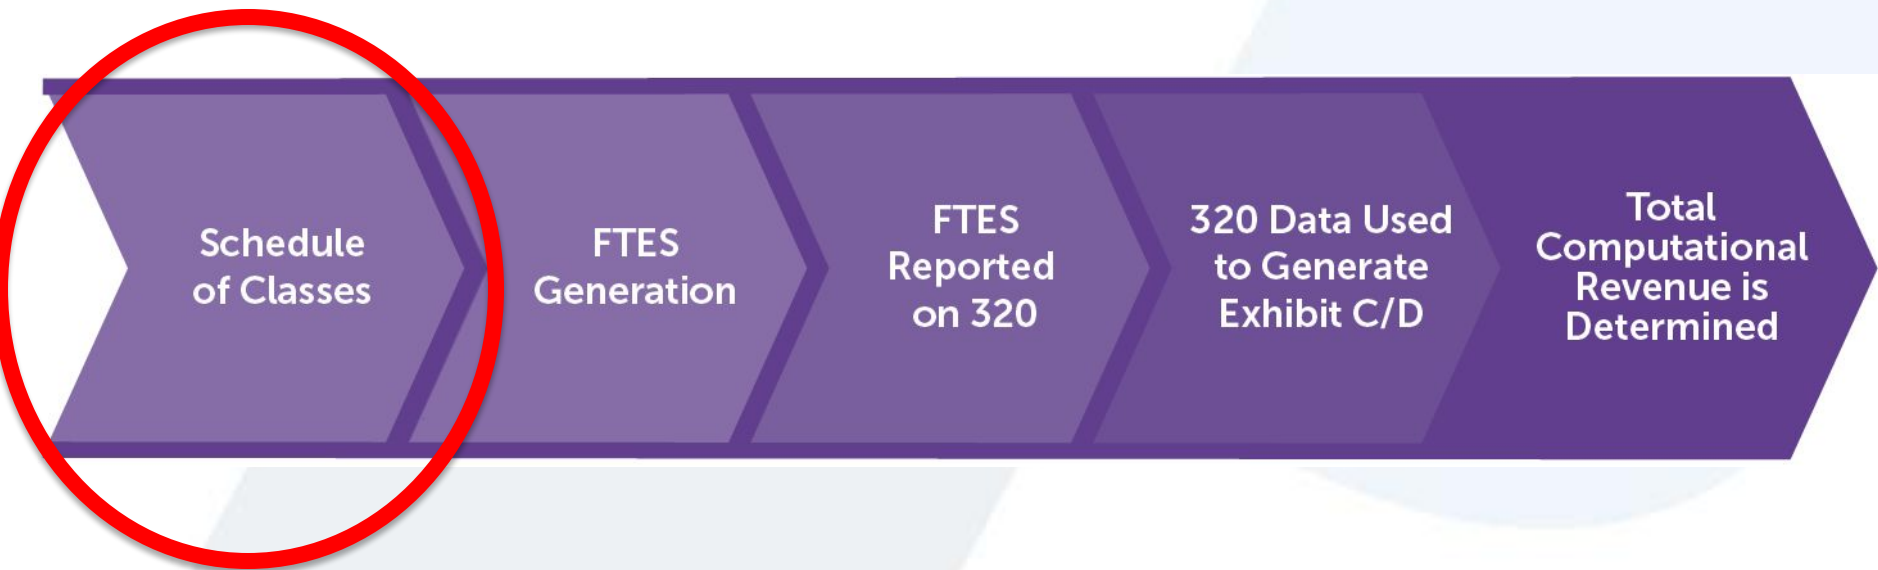 Schedule
of Classes
FTES
Generation
FTES
Reported
on 320
320 Data Used
to Generate
Exhibit C/D
Total
Computational
Revenue is
Determined